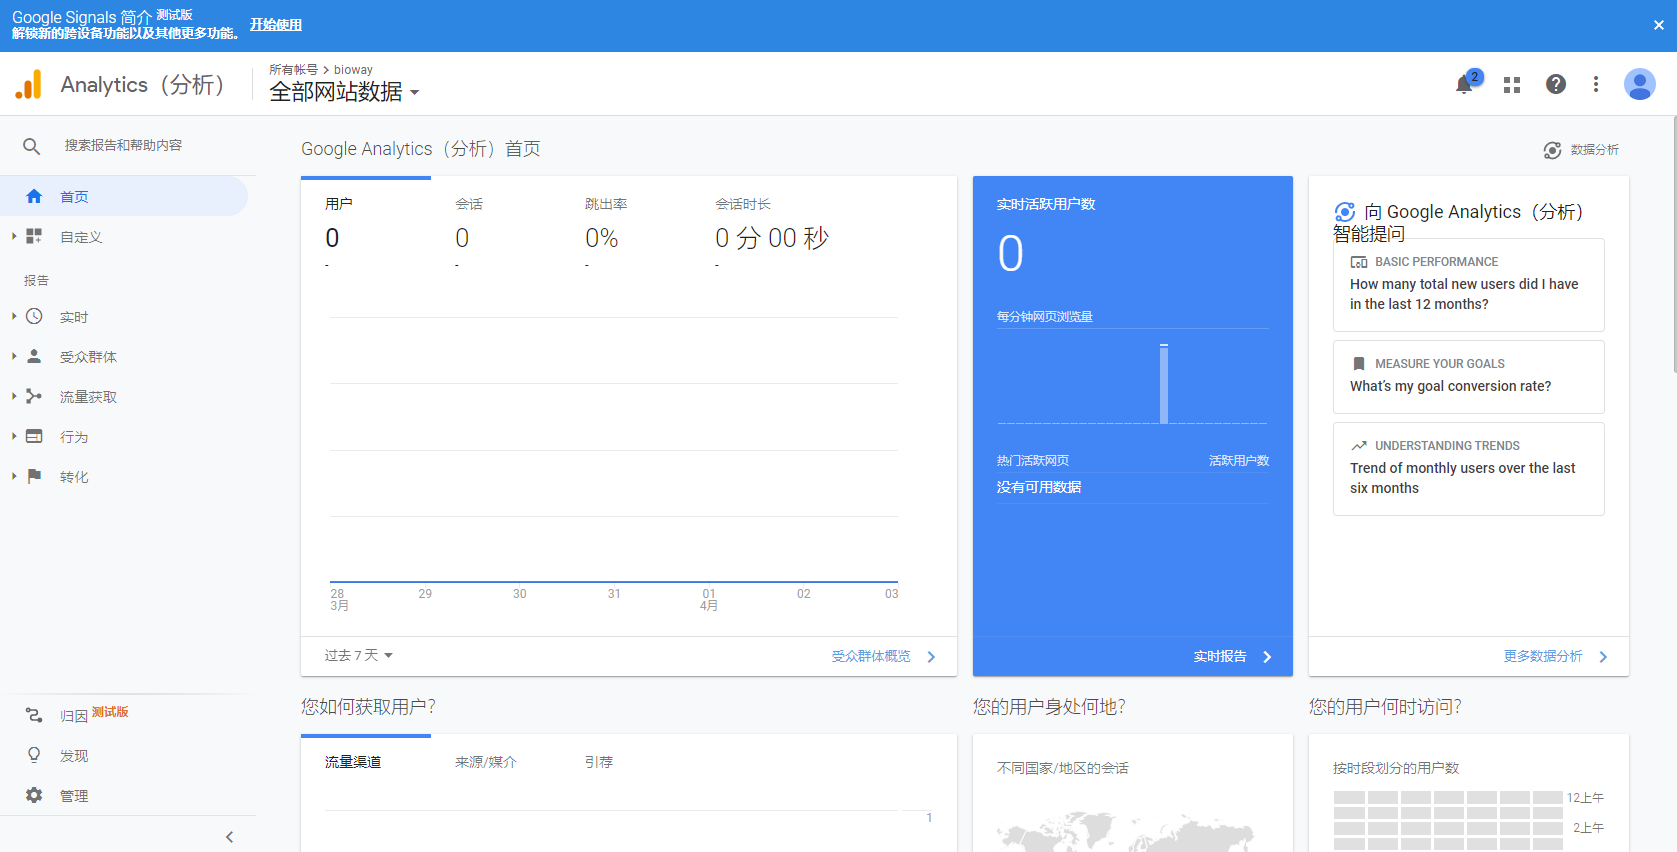 Google Signals 简介 测试版
解锁新的跨设备功能以及其他更多功能。 开始使用
Analytics（分析）
所有帐号 > bioway
全部网站数据
2
搜索报告和帮助内容
首页
自定义
报告
实时
受众群体
流量获取
行为
转化
归因 测试版
发现
管理
Google Analytics（分析）首页
数据分析
用户 会话 跳出率 会话时长
0 0 0% 0 分 00 秒
- - - -
28 29 30 31 01 02 03
3月 4月
过去 7 天
受众群体概览
实时活跃用户数
0
每分钟网页浏览量
热门活跃网页 活跃用户数
没有可用数据
实时报告
向 Google Analytics（分析）
智能提问
BASIC PERFORMANCE
How many total new users did I have
in the last 12 months?
MEASURE YOUR GOALS
What's my goal conversion rate?
UNDERSTANDING TRENDS
Trend of monthly users over the last
six months
更多数据分析
您如何获取用户？
流量渠道 来源/媒介 引荐
1
您的用户身处何地？
不同国家/地区的会话
您的用户何时访问？
按时段划分的用户数
12上午
2上午